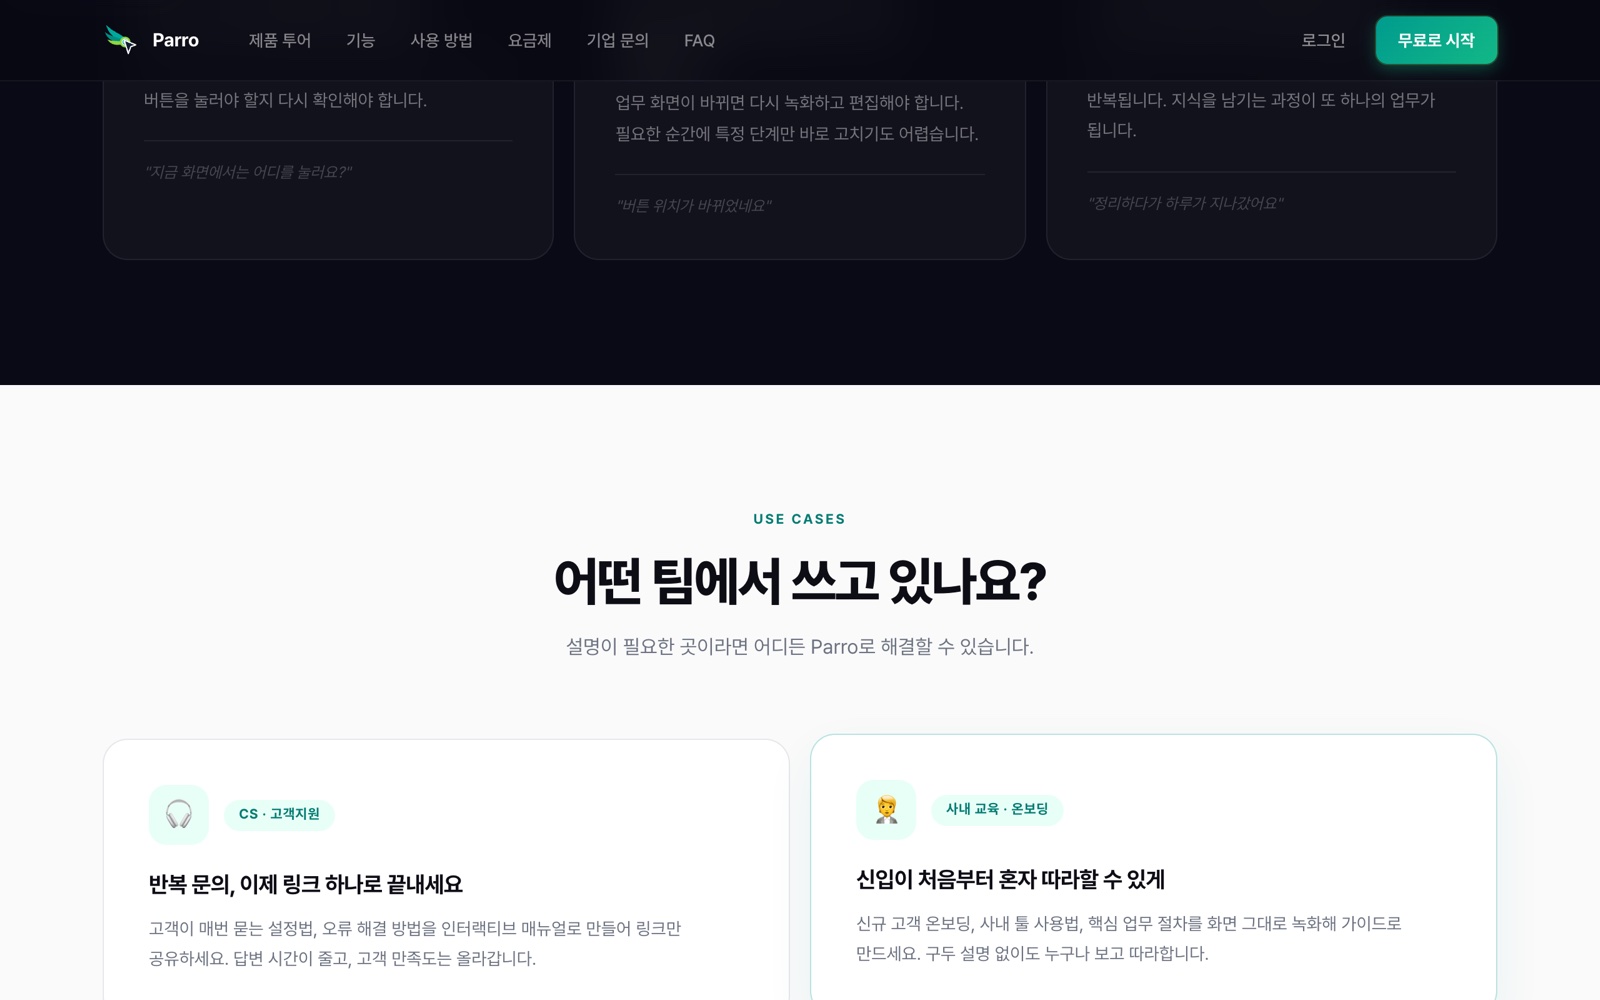 Parro
제품 투어
기능
사용 방법
요금제
기업 문의
FAQ
로그인
무료로 시작
버튼을 눌러야 할지 다시 확인해야 합니다.
"지금 화면에서는 어디를 눌러요?"
업무 화면이 바뀌면 다시 녹화하고 편집해야 합니다.
필요한 순간에 특정 단계만 바로 고치기도 어렵습니다.
"버튼 위치가 바뀌었네요"
반복됩니다. 지식을 남기는 과정이 또 하나의 업무가
됩니다.
"정리하다가 하루가 지나갔어요"
USE CASES
어떤 팀에서 쓰고 있나요?
설명이 필요한 곳이라면 어디든 Parro로 해결할 수 있습니다.
CS · 고객지원
반복 문의, 이제 링크 하나로 끝내세요
고객이 매번 묻는 설정법, 오류 해결 방법을 인터랙티브 매뉴얼로 만들어 링크만
공유하세요. 답변 시간이 줄고, 고객 만족도는 올라갑니다.
사내 교육 · 온보딩
신입이 처음부터 혼자 따라할 수 있게
신규 고객 온보딩, 사내 툴 사용법, 핵심 업무 절차를 화면 그대로 녹화해 가이드로
만드세요. 구두 설명 없이도 누구나 보고 따라합니다.